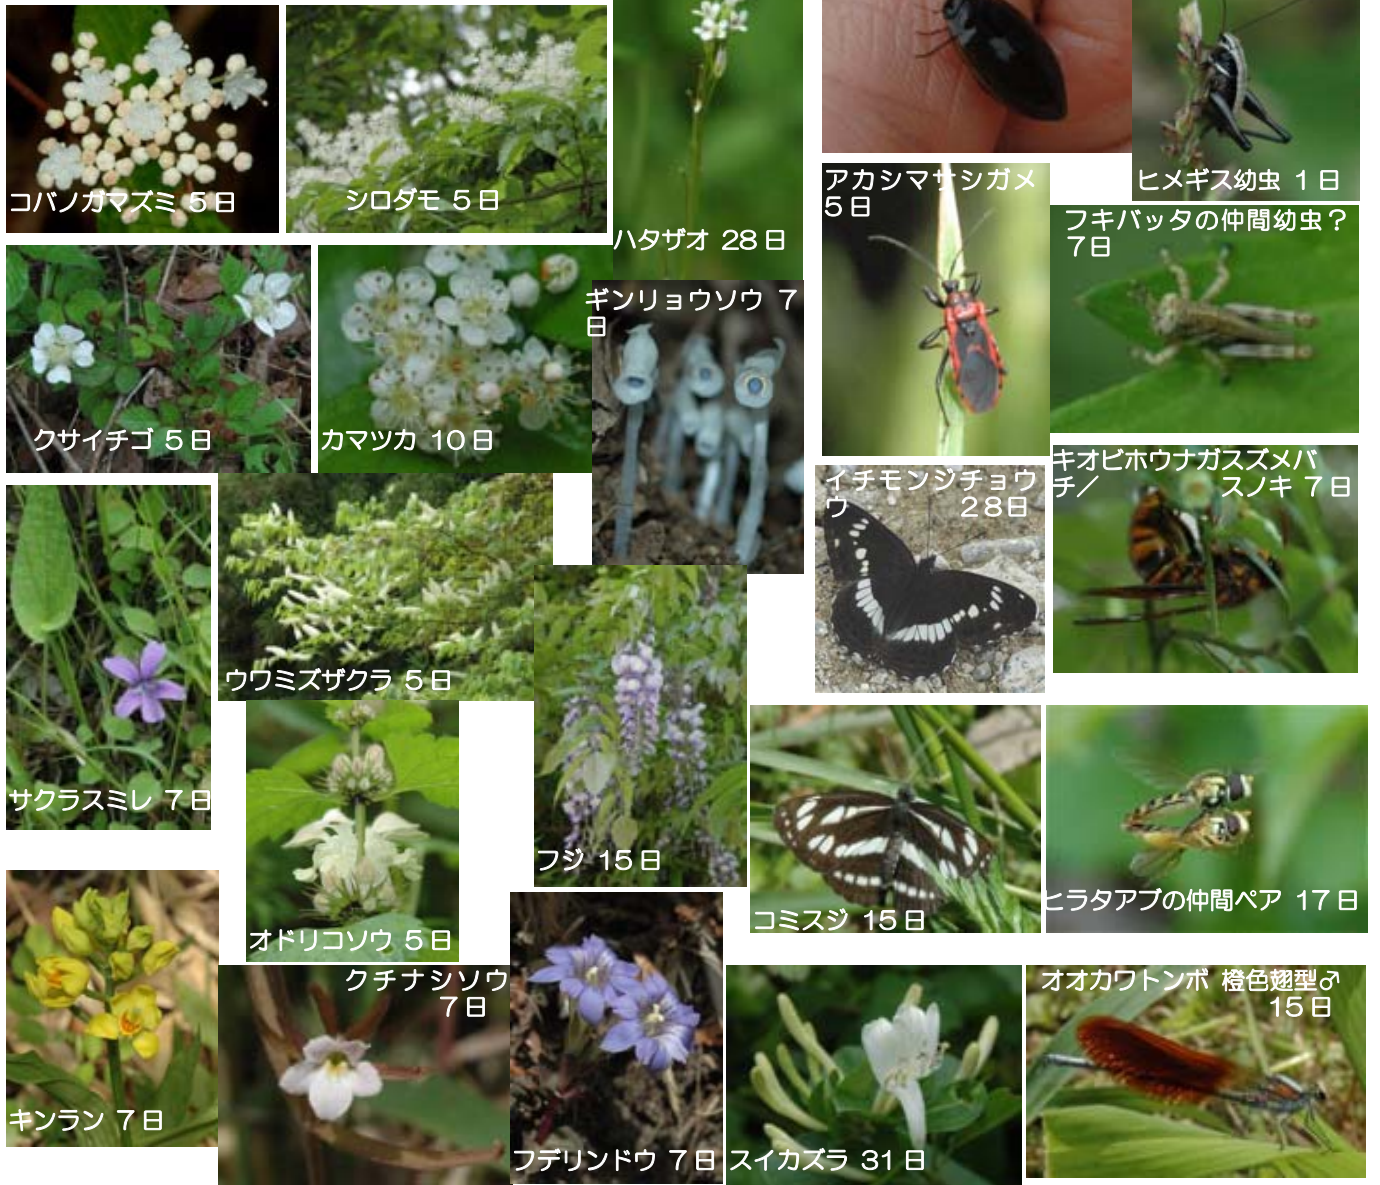 コバノガマズミ 5日
シロダモ 5日
ハタザオ 28日
アカシマサシガメ
5日
ヒメギス幼虫 1日
フキバッタの仲間幼虫？
7日
クサイチゴ 5日
カマツカ 10日
ギンリョウソウ 7
日
イチモンジチョウ
ウ 28日
キオビホウナガスズメバ
チ／ スノキ 7日
サクラスミレ 7日
ウワミズザクラ 5日
フジ 15日
コミスジ 15日
ヒラタアブの仲間ペア 17日
オドリコソウ 5日
キンラン 7日
クチナシソウ
7日
フデリンドウ 7日
スイカズラ 31日
オオカワトンボ 橙色翅型♂
15日